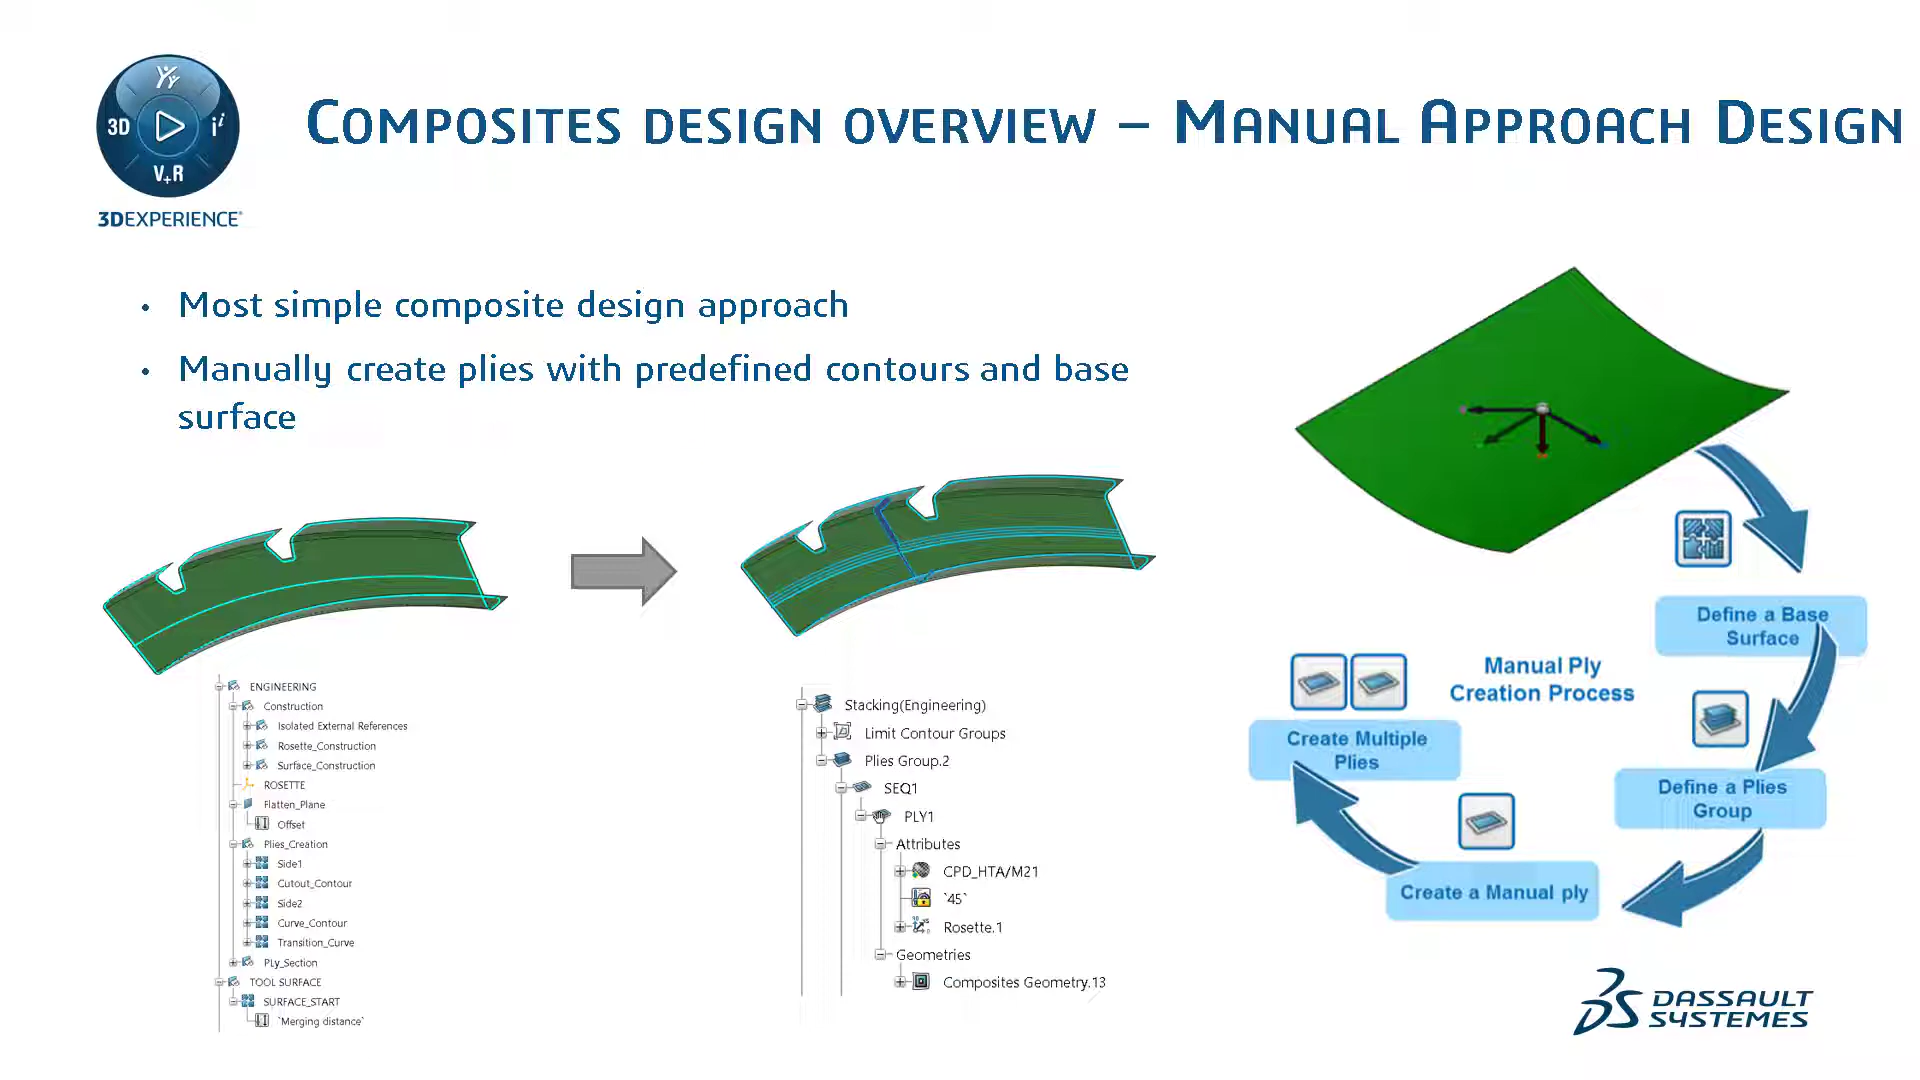 3D
V+R
3DEXPERIENCE®
COMPOSITES DESIGN OVERVIEW – MANUAL APPROACH DESIGN
• Most simple composite design approach
• Manually create plies with predefined contours and base
surface
ENGINEERING
Construction
Isolated External References
Rosette_Construction
Surface_Construction
ROSETTE
Flatten_Plane
Offset
Plies_Creation
Side1
Cutout_Contour
Side2
Curve_Contour
Transition_Curve
PLy_Section
TOOL SURFACE
SURFACE_START
`Merging distance`
Stacking(Engineering)
Limit Contour Groups
Plies Group.2
SEQ1
PLY1
Attributes
CPD_HTA/M21
`45`
Rosette.1
Geometries
Composites Geometry.13
Define a Base
Surface
Manual Ply
Creation Process
Create Multiple
Plies
Define a Plies
Group
Create a Manual ply
DASSAULT
SYSTEMES